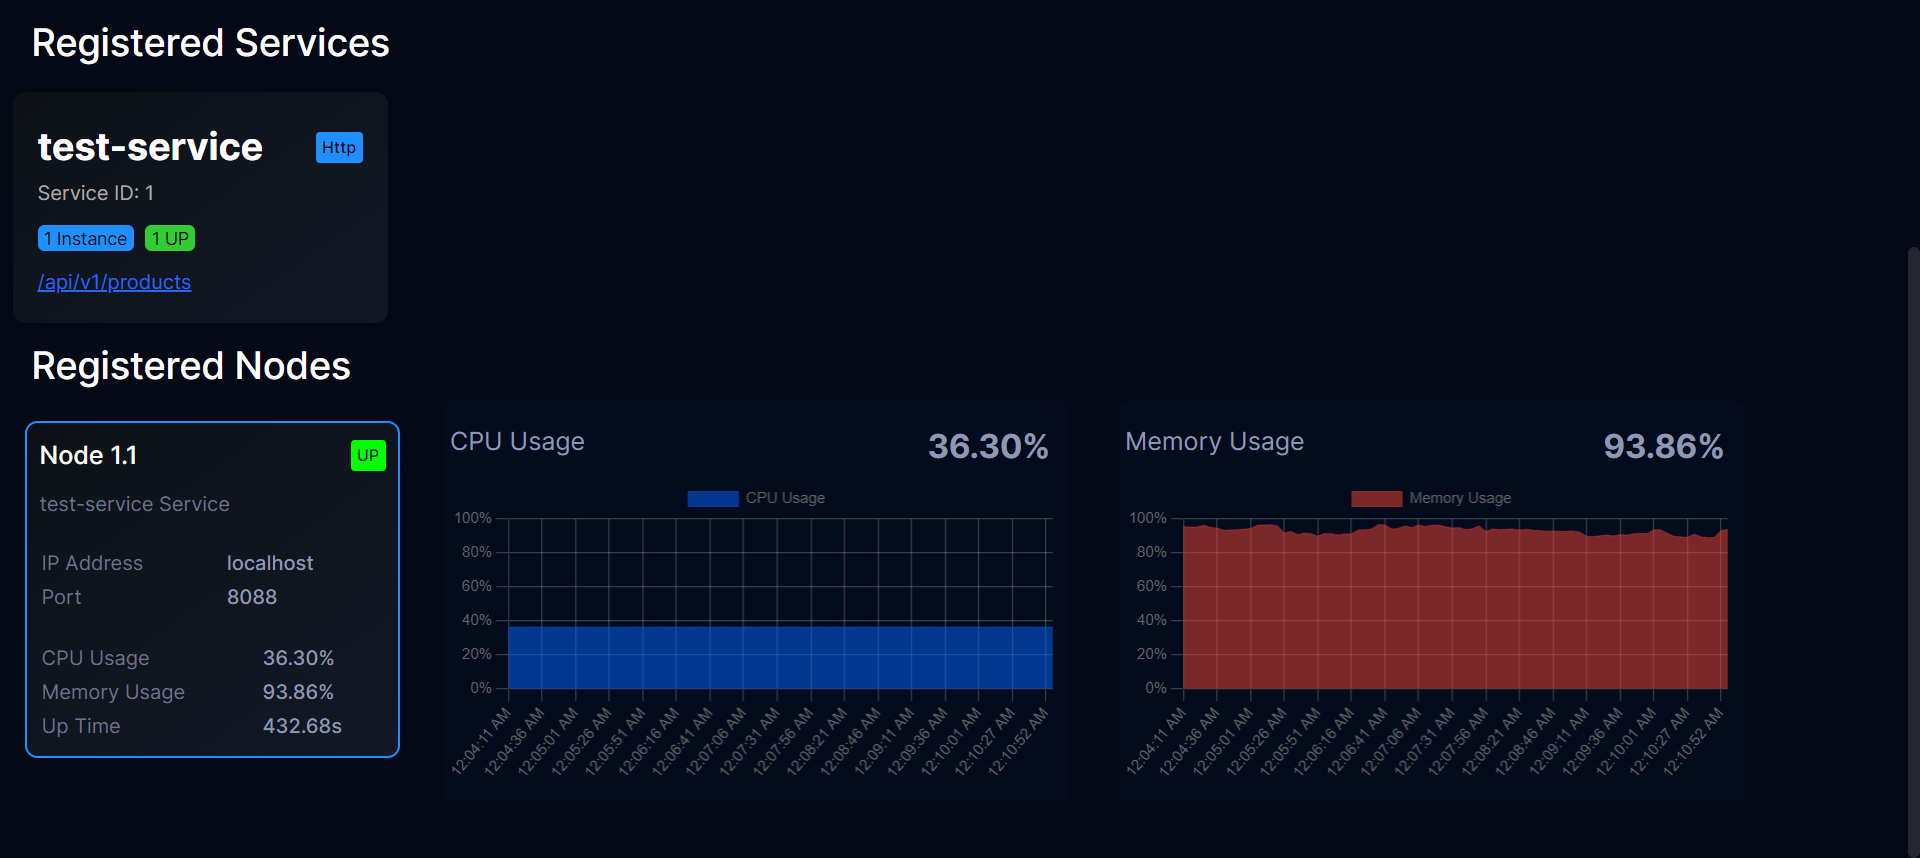 Registered Services
test-service
Http
Service ID: 1
1 Instance
1 UP
/api/v1/products
Registered Nodes
Node 1.1
UP
test-service Service
IP Address localhost
Port 8088
CPU Usage 36.30%
Memory Usage 93.86%
Up Time 432.68s
CPU Usage
36.30%
CPU Usage
100%
80%
60%
40%
20%
0%
12:04:11 AM
12:04:36 AM
12:05:01 AM
12:05:26 AM
12:05:51 AM
12:06:16 AM
12:06:41 AM
12:07:06 AM
12:07:31 AM
12:07:56 AM
12:08:21 AM
12:08:46 AM
12:09:11 AM
12:09:36 AM
12:10:01 AM
12:10:27 AM
12:10:52 AM
Memory Usage
93.86%
Memory Usage
100%
80%
60%
40%
20%
0%
12:04:11 AM
12:04:36 AM
12:05:01 AM
12:05:26 AM
12:05:51 AM
12:06:16 AM
12:06:41 AM
12:07:06 AM
12:07:31 AM
12:07:56 AM
12:08:21 AM
12:08:46 AM
12:09:11 AM
12:09:36 AM
12:10:01 AM
12:10:27 AM
12:10:52 AM